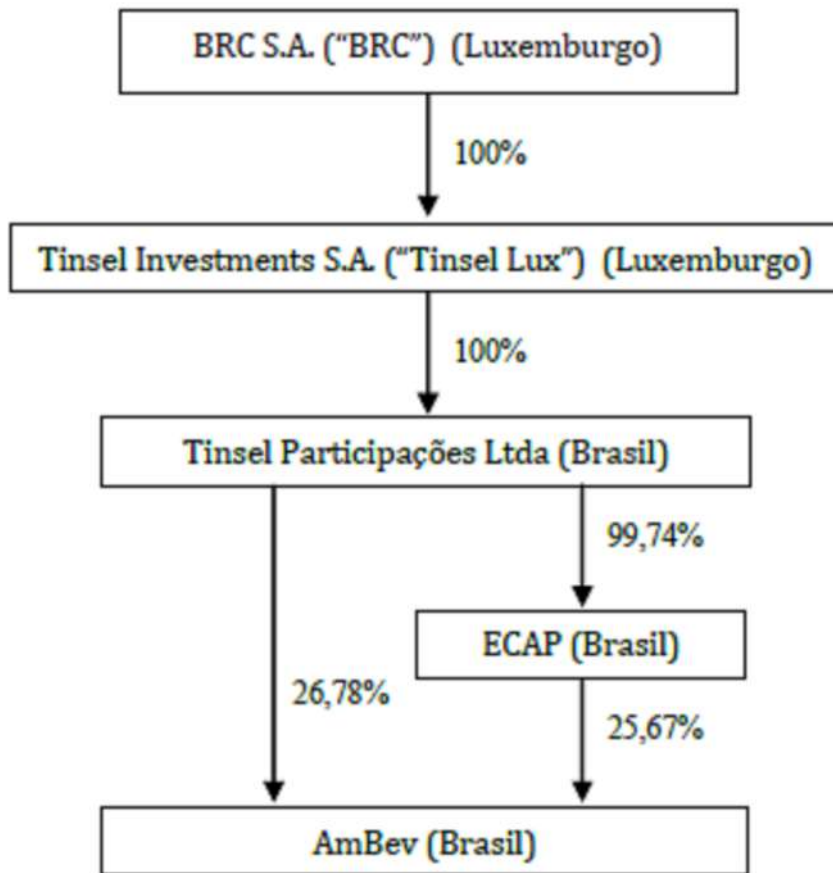 BRC S.A. (“BRC”) (Luxemburgo)
100%
Tinsel Investments S.A. (“Tinsel Lux”) (Luxemburgo)
100%
Tinsel Participações Ltda (Brasil)
99,74%
ECAP (Brasil)
26,78%
25,67%
AmBev (Brasil)